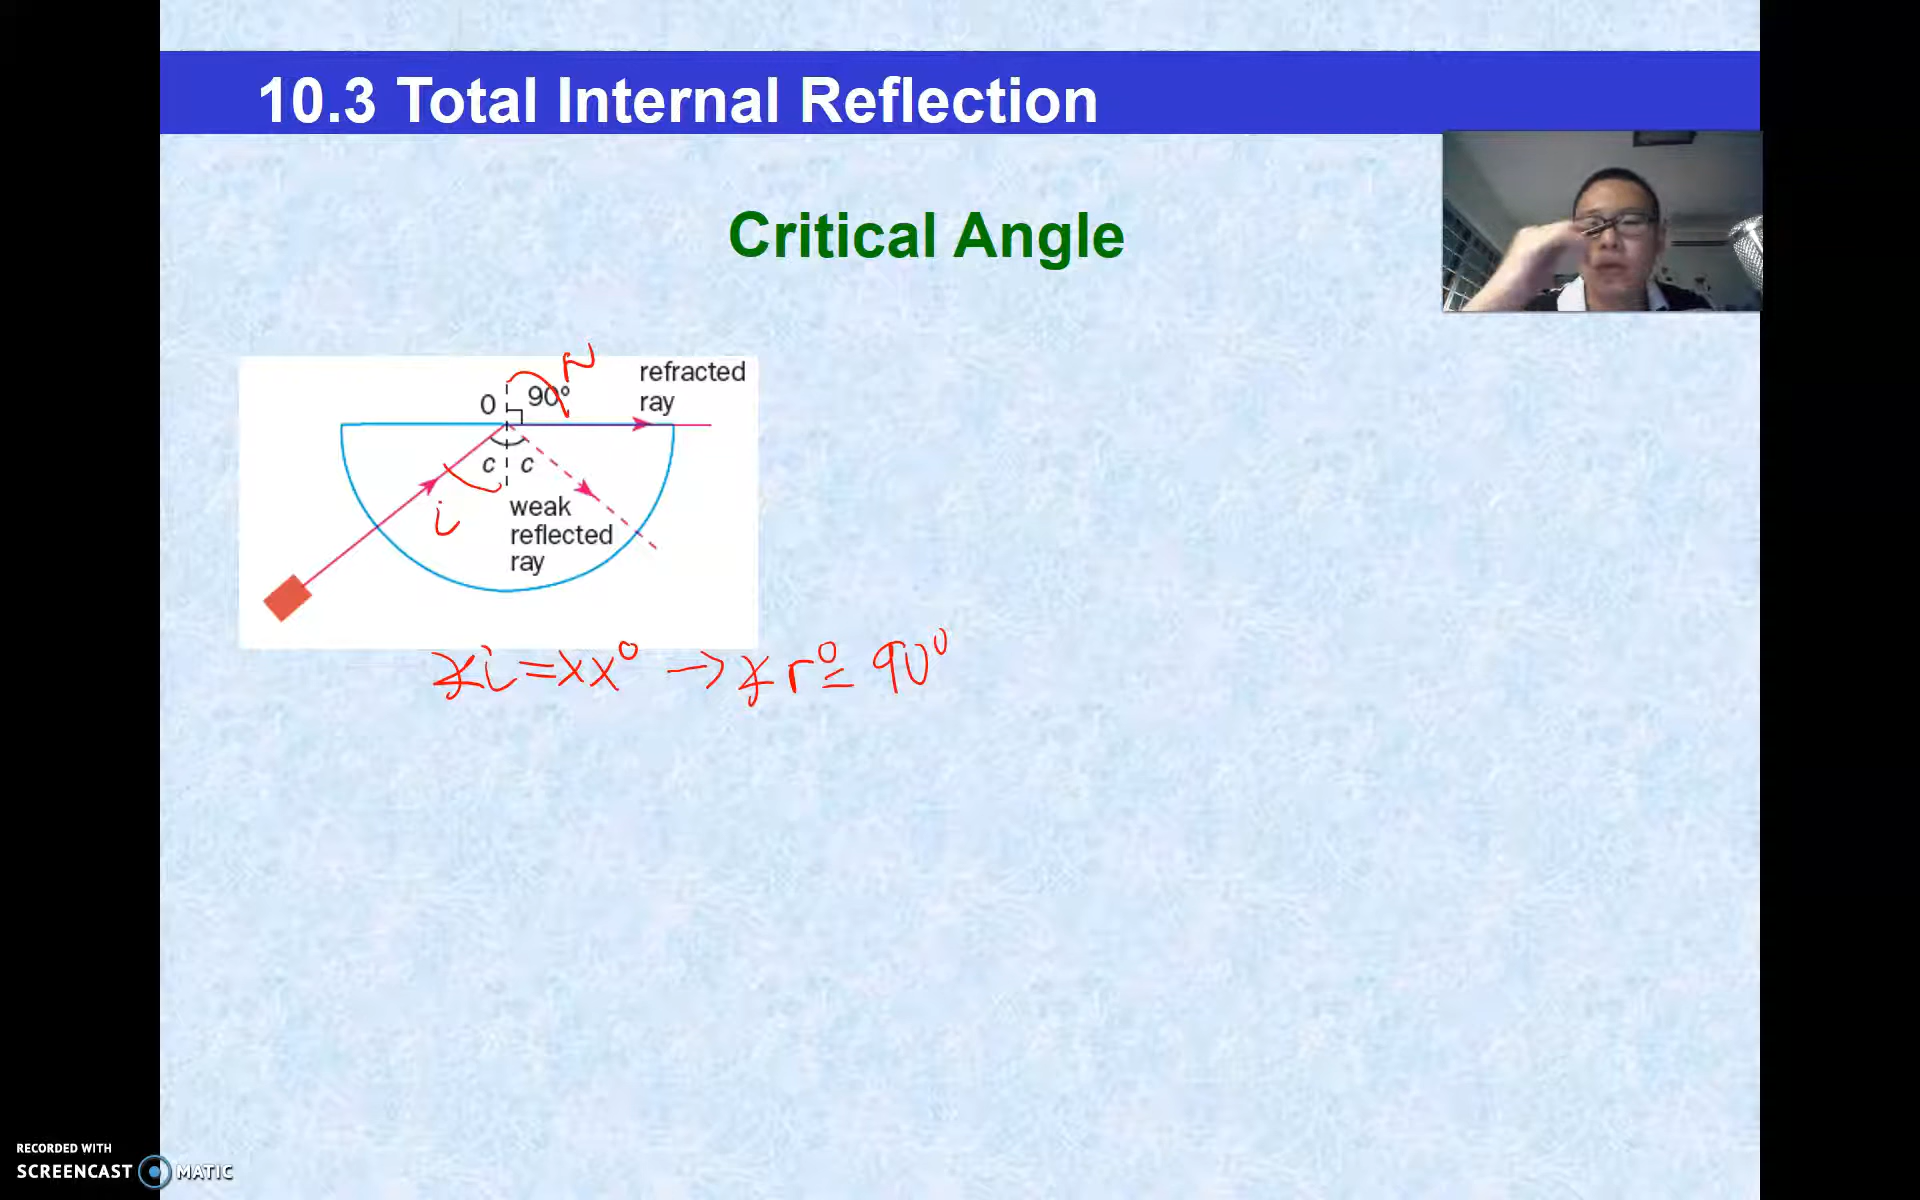 10.3 Total Internal Reflection
Critical Angle
r
refracted
ray
O
90°
c
c
i
weak
reflected
ray
∠i = xx° → ∠r° = 90°
RECORDED WITH
SCREENCAST MATIC